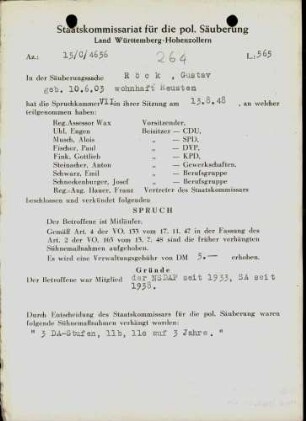 Staatskommissariat für die pol. Säuberung
Land Württemberg-Hohenzollern
Az.: 15/C/4656 264 L: 565
In der Säuberungssache Röck, Gustav
geb. 10.6.03 wohnhaft Reusten
hat die Spruchkammer VII in ihrer Sitzung am 13.8.48, an welcher
teilgenommen haben:
Reg.Assessor Wax Vorsitzender,
Uhl, Eugen Beisitzer — CDU,
Musch, Alois „ — SPD,
Fischer, Paul „ — DVP,
Fink, Gottlieb „ — KPD,
Steinacher, Anton „ — Gewerkschaften,
Schwarz, Emil „ — Berufsgruppe
Schneckenburger, Josef „ — Berufsgruppe
Reg.-Ang. Hauer, Franz Vertreter des Staatskommissars
beschlossen und verkündet folgenden
SPRUCH
Der Betroffene ist Mitläufer.
Gemäß Art. 4 der VO. 133 vom 17. 11. 47 in der Fassung des
Art. 2 der VO. 165 vom 13. 7. 48 sind die früher verhängten
Sühnemaßnahmen aufgehoben.
Es wird eine Verwaltungsgebühr von DM 3.— erhoben.
Gründe
Der Betroffene war Mitglied der NSDAP seit 1933, SA seit
1938.
Durch Entscheidung des Staatskommissars für die pol. Säuberung waren
folgende Sühnemaßnahmen verhängt worden:
" 3 DA-Stufen, 11b, 11e auf 3 Jahre. "